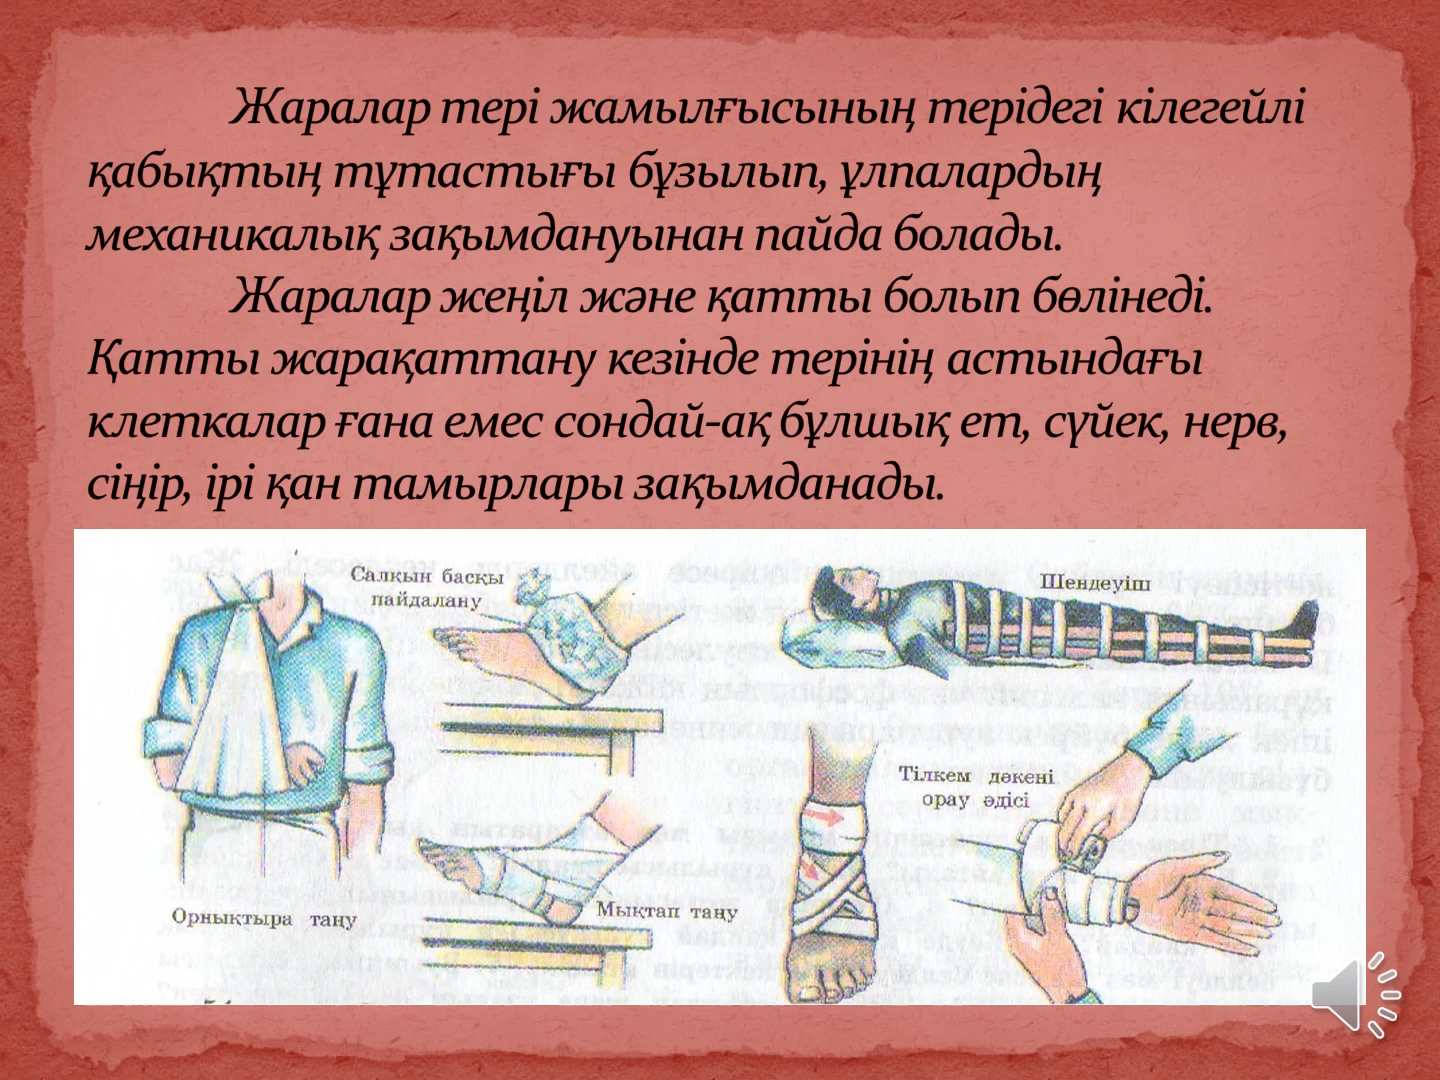 Жаралар тері жамылғысының терідегі кілегейлі
қабықтың тұтастығы бұзылып, ұлпалардың
механикалық зақымдануынан пайда болады.
Жаралар жеңіл және қатты болып бөлінеді.
Қатты жарақаттану кезінде терінің астындағы
клеткалар ғана емес сондай-ақ бұлшық ет, сүйек, нерв,
сіңір, ірі қан тамырлары зақымданады.
Салқын басқы
пайдалану
Шендеуіш
Тілкем дәкені
орау әдісі
Орнықтыра таңу
Мықтап таңу